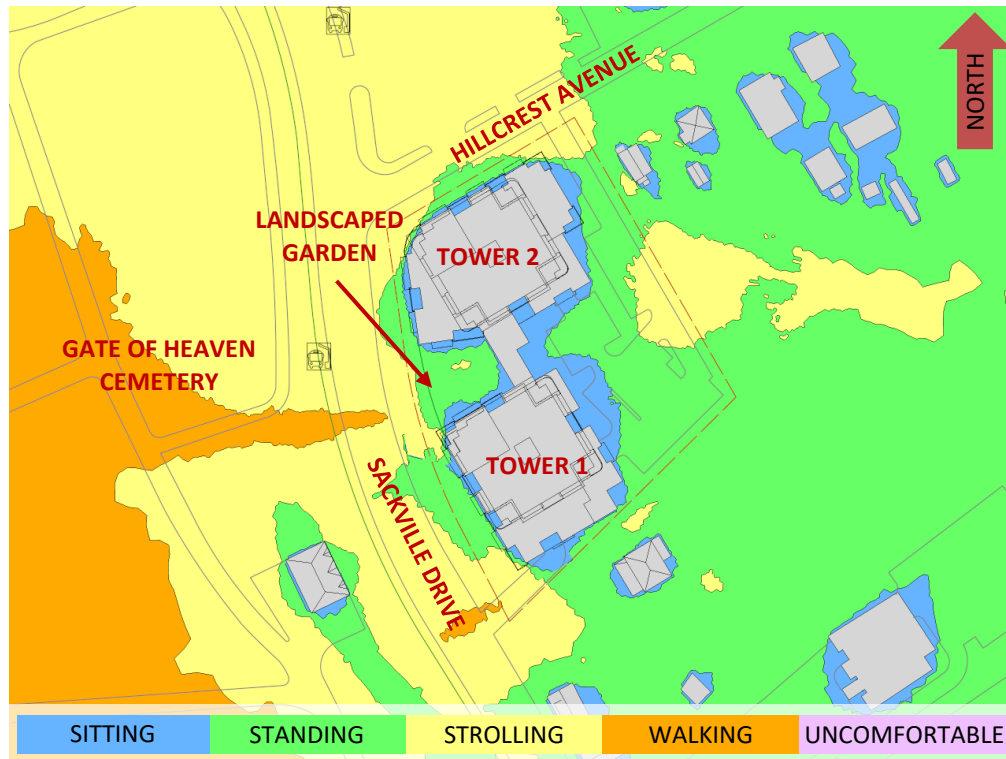 NORTH
HILLCREST AVENUE
LANDSCAPED
GARDEN
TOWER 2
GATE OF HEAVEN
CEMETERY
TOWER 1
SACKVILLE DRIVE
SITTING
STANDING
STROLLING
WALKING
UNCOMFORTABLE